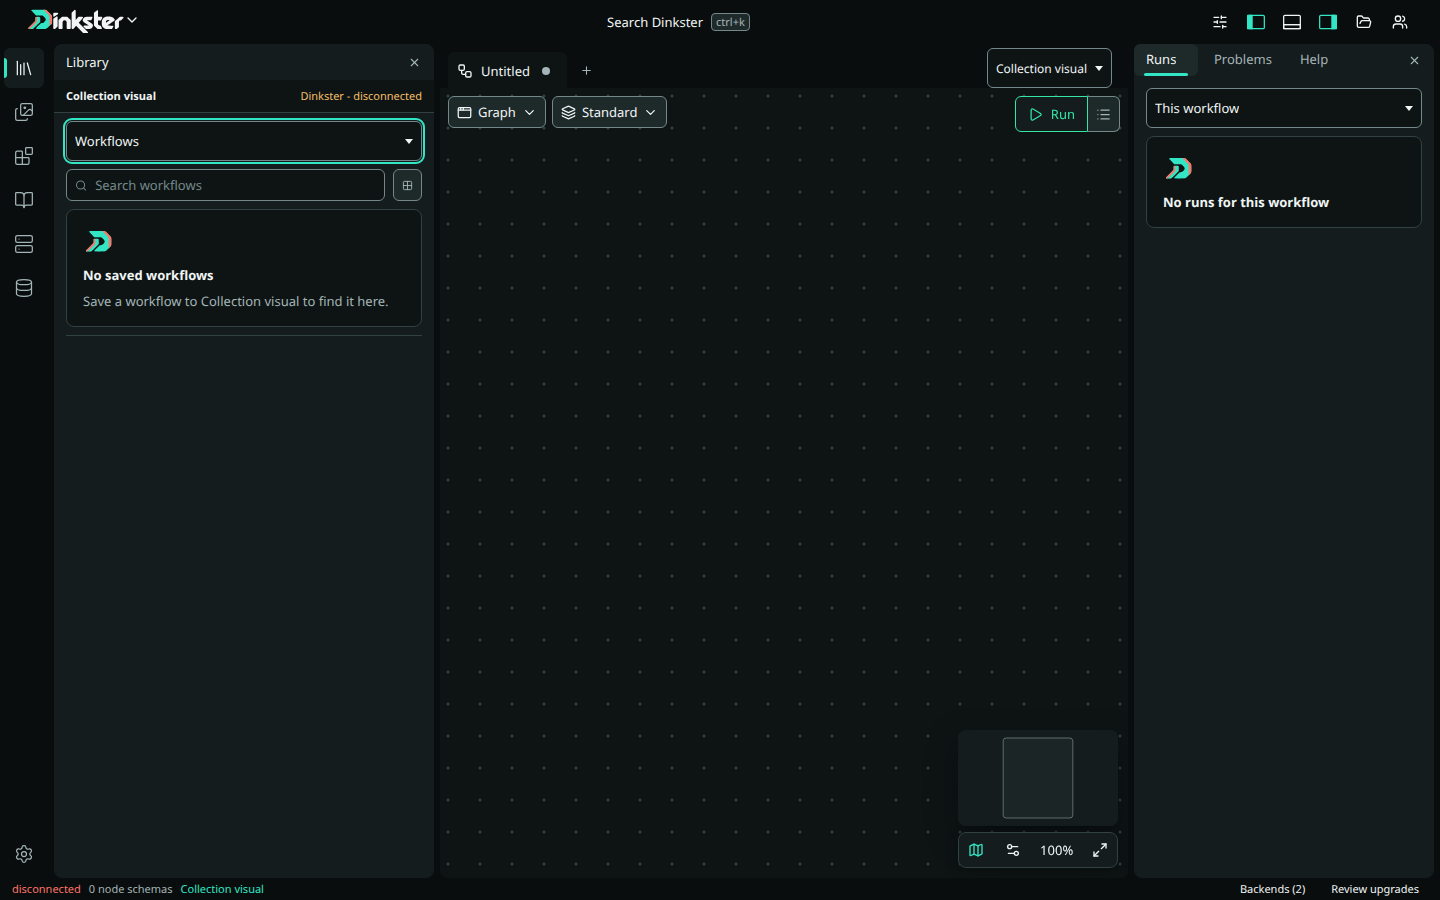 Dinkster
Search Dinkster ctrl+k
Library
Collection visual Dinkster - disconnected
Workflows
Search workflows
No saved workflows
Save a workflow to Collection visual to find it here.
Untitled
Collection visual
Graph Standard
Run
100%
Runs Problems Help
This workflow
No runs for this workflow
disconnected 0 node schemas Collection visual
Backends (2) Review upgrades